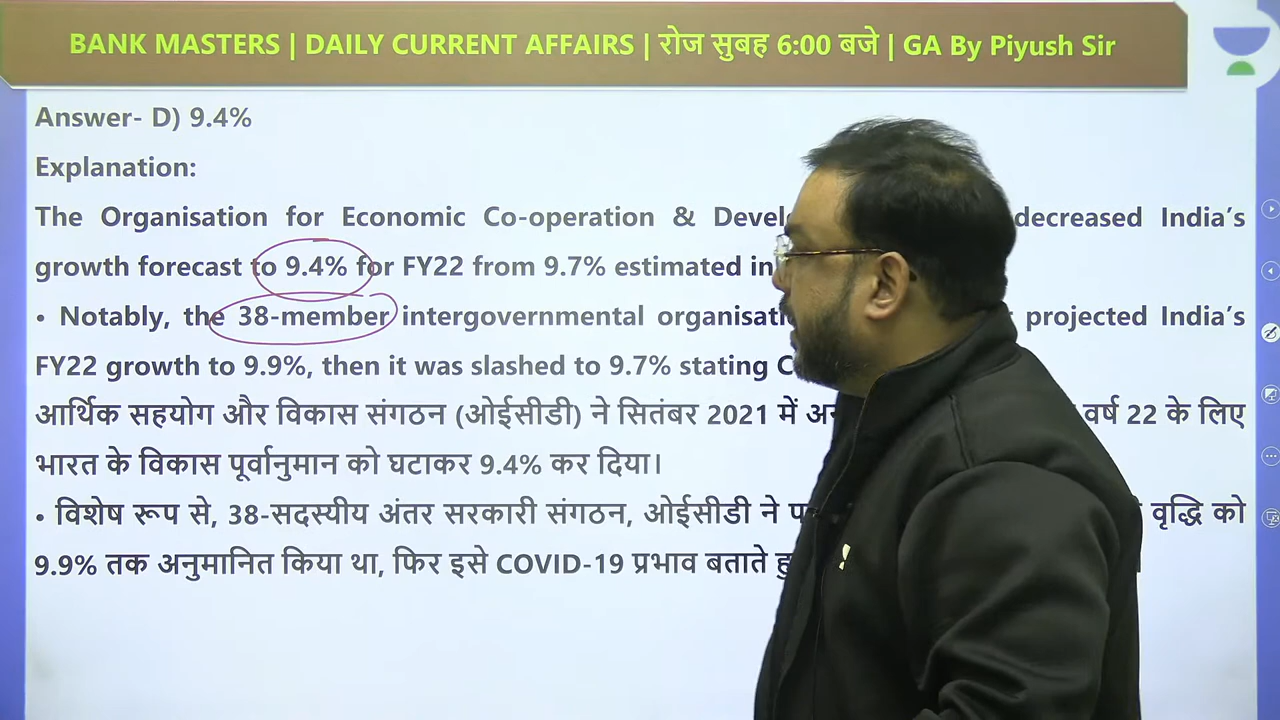 BANK MASTERS | DAILY CURRENT AFFAIRS | रोज सुबह 6:00 बजे | GA By Piyush Sir
Answer- D) 9.4%
Explanation:
The Organisation for Economic Co-operation & decreased India's
growth forecast to 9.4% for FY22 from 9.7% estimated in
• Notably, the 38-member intergovernmental projected India's
FY22 growth to 9.9%, then it was slashed to 9.7% stating
आर्थिक सहयोग और विकास संगठन (ओईसीडी) ने सितंबर 2021 में वर्ष 22 के लिए
भारत के विकास पूर्वानुमान को घटाकर 9.4% कर दिया।
• विशेष रूप से, 38-सदस्यीय अंतर सरकारी संगठन, ओईसीडी ने वृद्धि को
9.9% तक अनुमानित किया था, फिर इसे COVID-19 प्रभाव बताते